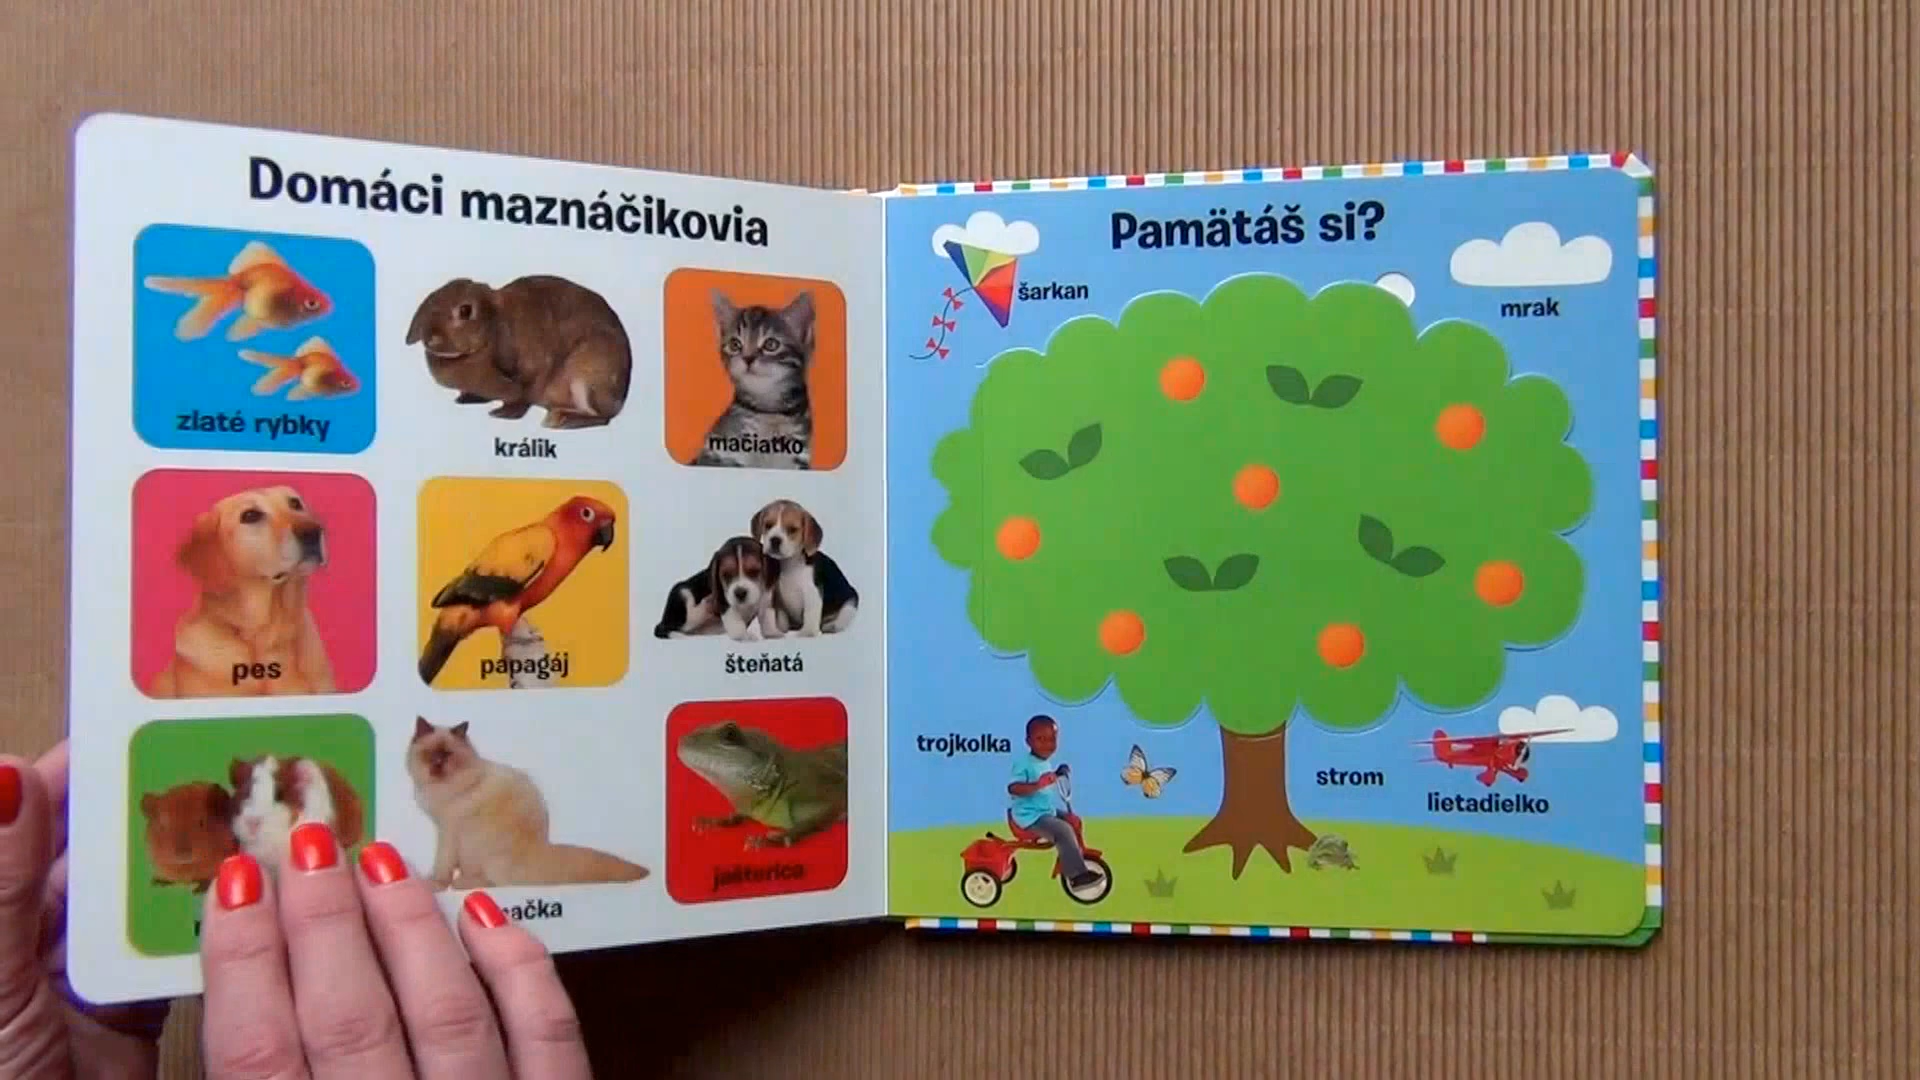 Domáci maznáčikovia
zlaté rybky
králik
mačiatko
pes
papagáj
šteňatá
jašterica
Pamätáš si?
šarkan
mrak
trojkolka
strom
lietadielko